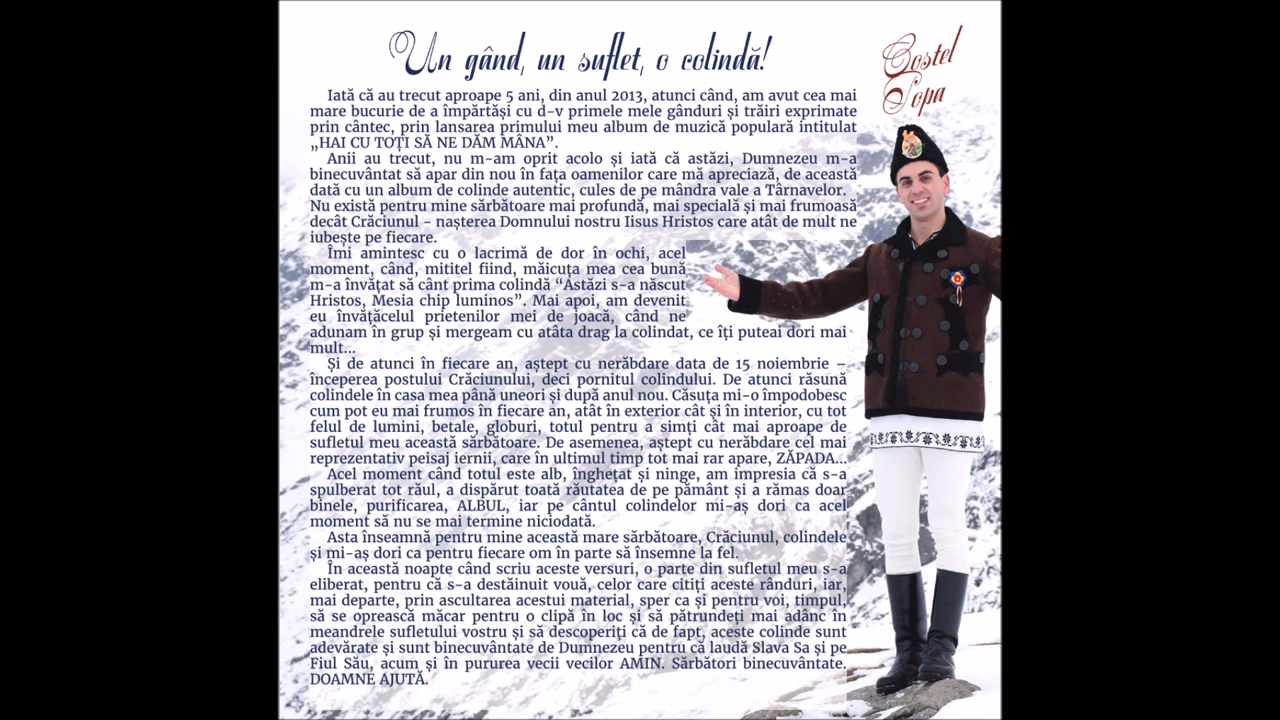 Un gând, un suflet, o colindă!
Costel
Popa
Iată că au trecut aproape 5 ani, din anul 2013, atunci când, am avut cea mai
mare bucurie de a împărtăși cu d-v primele mele gânduri și trăiri exprimate
prin cântec, prin lansarea primului meu album de muzică populară intitulat
„HAI CU TOȚI SĂ NE DĂM MÂNA”.
Anii au trecut, nu m-am oprit acolo și iată că astăzi, Dumnezeu m-a
binecuvântat să apar din nou în fața oamenilor care mă apreciază, de această
dată cu un album de colinde autentic, cules de pe mândra vale a Târnavelor.
Nu există pentru mine sărbătoare mai profundă, mai specială și mai frumoasă
decât Crăciunul - nașterea Domnului nostru Iisus Hristos care atât de mult ne
iubește pe fiecare.
Îmi amintesc cu o lacrimă de dor în ochi, acel
moment, când, mititel fiind, măicuța mea cea bună
m-a învățat să cânt prima colindă “Astăzi s-a născut
Hristos, Mesia chip luminos”. Mai apoi, am devenit
eu învățăcelul prietenilor mei de joacă, când ne
adunam în grup și mergeam cu atâta drag la colindat, ce îți puteai dori mai
mult...
Și de atunci în fiecare an, aștept cu nerăbdare data de 15 noiembrie –
începerea postului Crăciunului, deci pornitul colindului. De atunci răsună
colindele în casa mea până uneori și după anul nou. Căsuța mi-o împodobesc
cum pot eu mai frumos în fiecare an, atât în exterior cât și în interior, cu tot
felul de lumini, betale, globuri, totul pentru a simți cât mai aproape de
sufletul meu această sărbătoare. De asemenea, aștept cu nerăbdare cel mai
reprezentativ peisaj iernii, care în ultimul timp tot mai rar apare, ZĂPADA...
Acel moment când totul este alb, înghețat și ninge, am impresia că s-a
spulberat tot răul, a dispărut toată răutatea de pe pământ și a rămas doar
binele, purificarea, ALBUL, iar pe cântul colindelor mi-aș dori ca acel
moment să nu se mai termine niciodată.
Asta înseamnă pentru mine această mare sărbătoare, Crăciunul, colindele
și mi-aș dori ca pentru fiecare om în parte să însemne la fel.
În această noapte când scriu aceste versuri, o parte din sufletul meu s-a
eliberat, pentru că s-a destăinuit vouă, celor care citiți aceste rânduri, iar,
mai departe, prin ascultarea acestui material, sper ca și pentru voi, timpul,
să se oprească măcar pentru o clipă în loc și să pătrundeți mai adânc în
meandrele sufletului vostru și să descoperiți că de fapt, aceste colinde sunt
adevărate și sunt binecuvântate de Dumnezeu pentru că laudă Slava Sa și pe
Fiul Său, acum și în pururea vecii vecilor AMIN. Sărbători binecuvântate.
DOAMNE AJUTĂ.